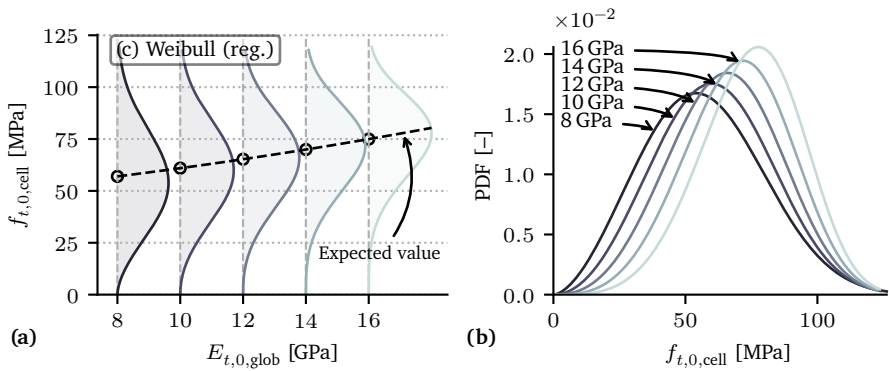 (c) Weibull (reg.)
125
100
75
50
25
0
f_{t,0,cell} [MPa]
8
10
12
14
16
E_{t,0,glob} [GPa]
Expected value
(a)
×10⁻²
2.0
1.5
1.0
0.5
0.0
PDF [–]
16 GPa
14 GPa
12 GPa
10 GPa
8 GPa
0
50
100
f_{t,0,cell} [MPa]
(b)